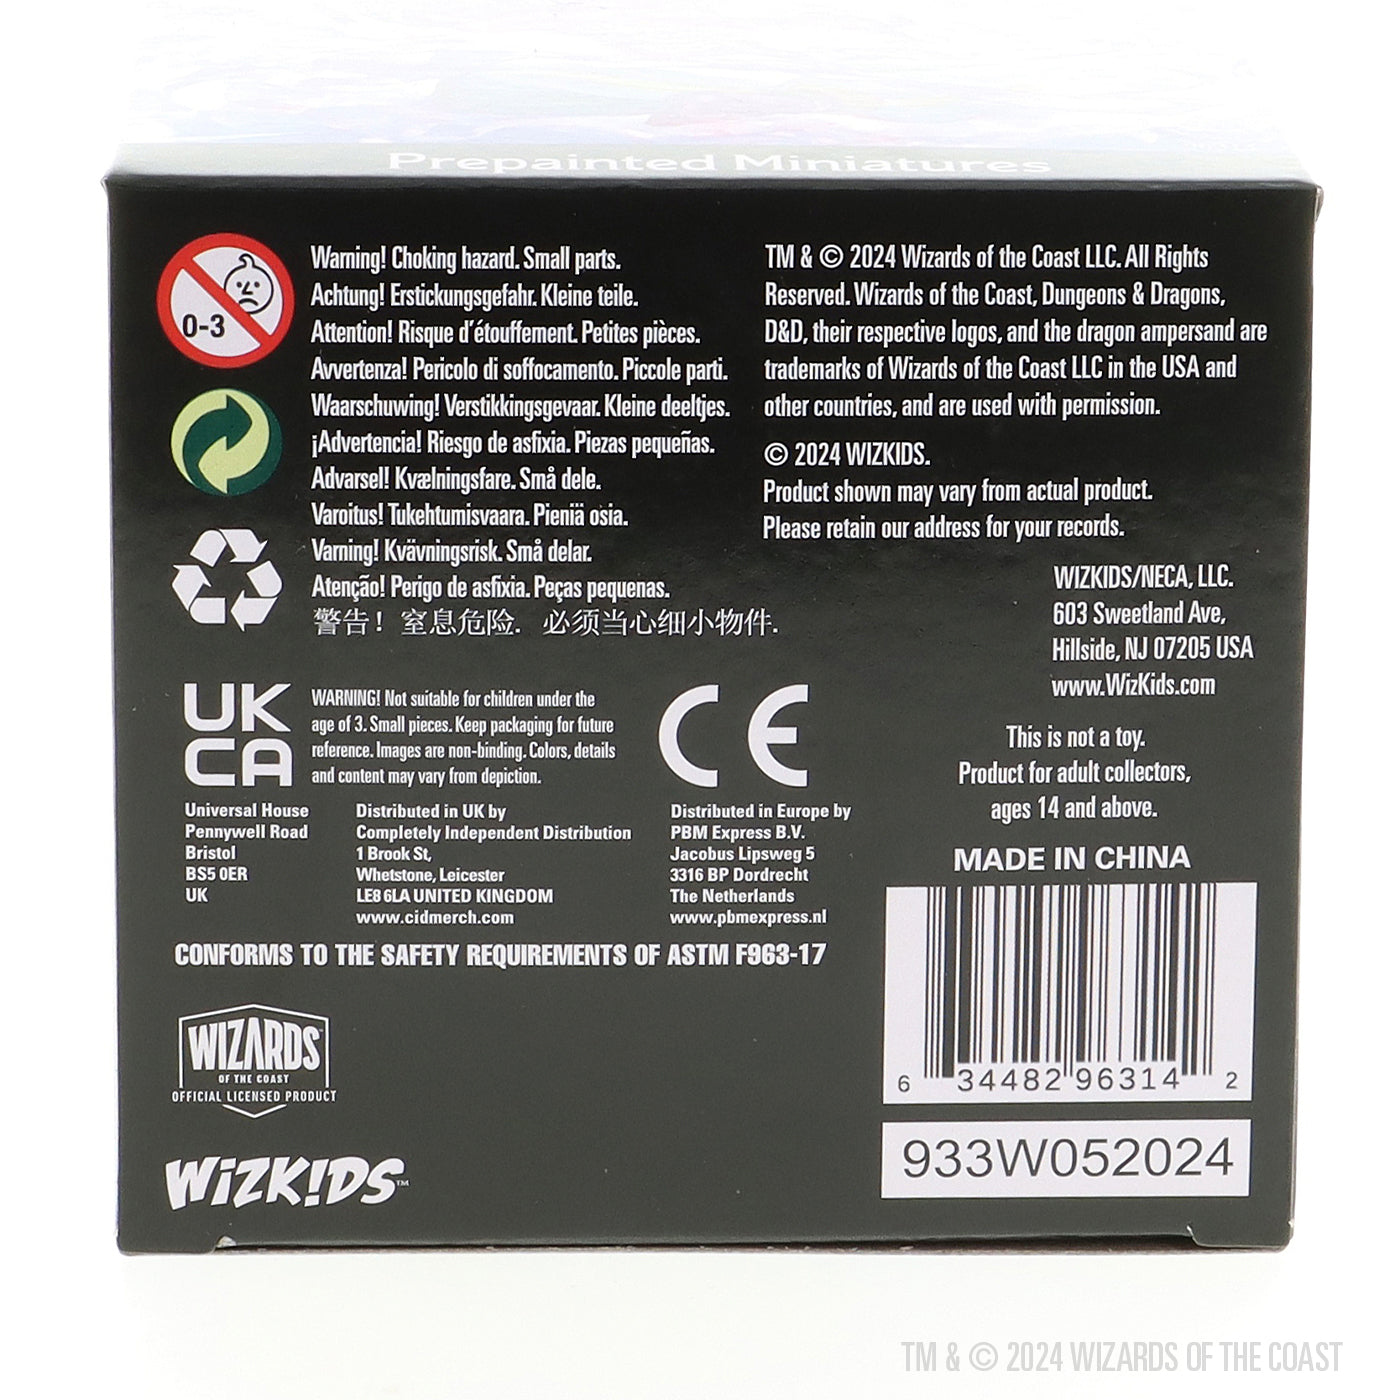 Prepainted Miniatures
0-3
Warning! Choking hazard. Small parts.
Achtung! Erstickungsgefahr. Kleine teile.
Attention! Risque d'étouffement. Petites pièces.
Avvertenza! Pericolo di soffocamento. Piccole parti.
Waarschuwing! Verstikkingsgevaar. Kleine deeltjes.
¡Advertencia! Riesgo de asfixia. Piezas pequeñas.
Advarsel! Kvælningsfare. Små dele.
Varoitus! Tukehtumisvaara. Pieniä osia.
Varning! Kvävningsrisk. Små delar.
Atenção! Perigo de asfixia. Peças pequenas.
警告！窒息危险. 必须当心细小物件.
TM & © 2024 Wizards of the Coast LLC. All Rights
Reserved. Wizards of the Coast, Dungeons & Dragons,
D&D, their respective logos, and the dragon ampersand are
trademarks of Wizards of the Coast LLC in the USA and
other countries, and are used with permission.
© 2024 WIZKIDS.
Product shown may vary from actual product.
Please retain our address for your records.
WIZKIDS/NECA, LLC.
603 Sweetland Ave,
Hillside, NJ 07205 USA
www.WizKids.com
This is not a toy.
Product for adult collectors,
ages 14 and above.
MADE IN CHINA
UK
CA
WARNING! Not suitable for children under the
age of 3. Small pieces. Keep packaging for future
reference. Images are non-binding. Colors, details
and content may vary from depiction.
CE
Universal House
Pennywell Road
Bristol
BS5 0ER
UK
Distributed in UK by
Completely Independent Distribution
1 Brook St,
Whetstone, Leicester
LE8 6LA UNITED KINGDOM
www.cidmerch.com
Distributed in Europe by
PBM Express B.V.
Jacobus Lipsweg 5
3316 BP Dordrecht
The Netherlands
www.pbmexpress.nl
CONFORMS TO THE SAFETY REQUIREMENTS OF ASTM F963-17
WIZARDS
OF THE COAST
OFFICIAL LICENSED PRODUCT
WIZKIDS™
6 34482 96314 2
933W052024
TM & © 2024 WIZARDS OF THE COAST